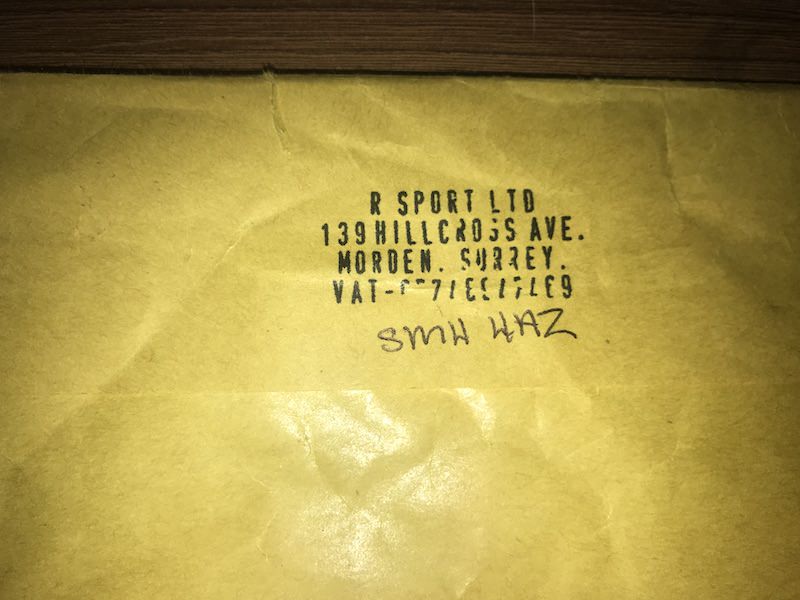 R SPORT LTD
139 HILLCROSS AVE.
MORDEN. SURREY.
SM4 4AZ